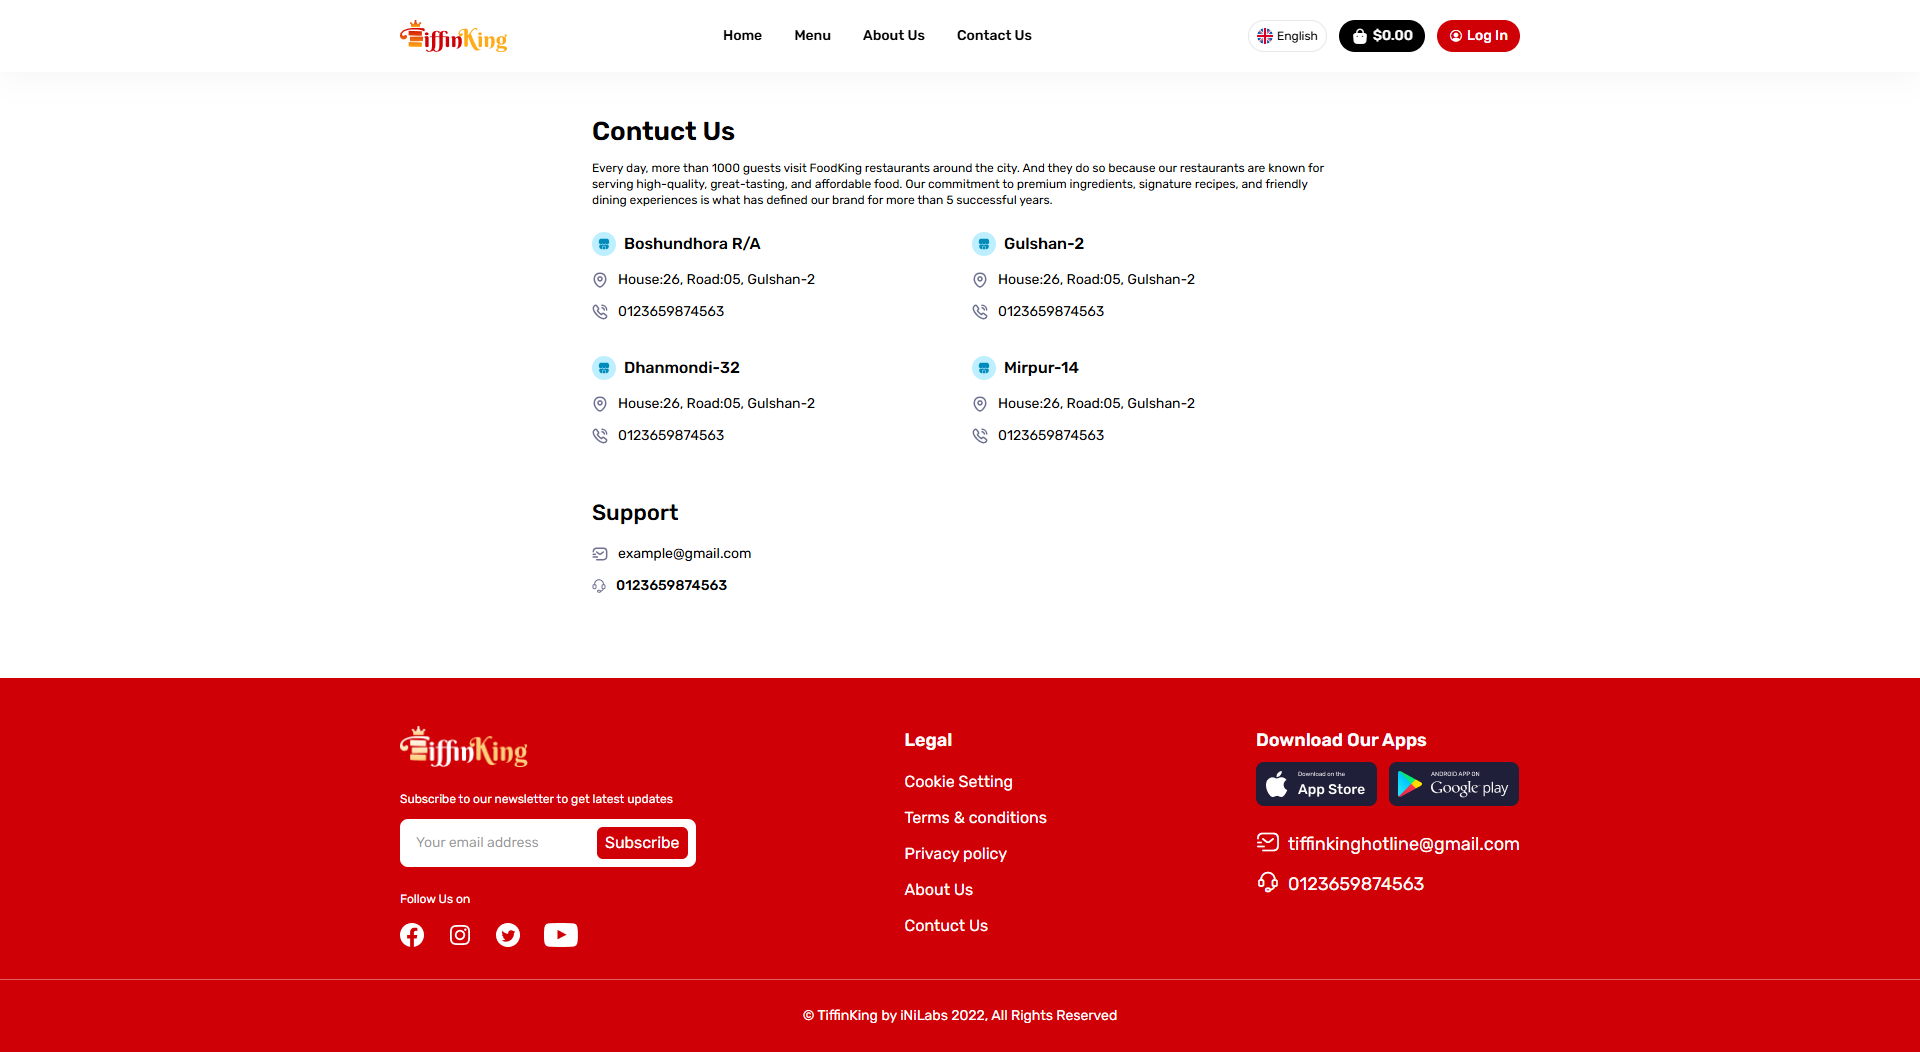 TiffinKing
Home
Menu
About Us
Contact Us
English
$0.00
Log In
Contuct Us
Every day, more than 1000 guests visit FoodKing restaurants around the city. And they do so because our restaurants are known for
serving high-quality, great-tasting, and affordable food. Our commitment to premium ingredients, signature recipes, and friendly
dining experiences is what has defined our brand for more than 5 successful years.
Boshundhora R/A
House:26, Road:05, Gulshan-2
0123659874563
Gulshan-2
House:26, Road:05, Gulshan-2
0123659874563
Dhanmondi-32
House:26, Road:05, Gulshan-2
0123659874563
Mirpur-14
House:26, Road:05, Gulshan-2
0123659874563
Support
example@gmail.com
0123659874563
TiffinKing
Subscribe to our newsletter to get latest updates
Your email address
Subscribe
Follow Us on
Legal
Cookie Setting
Terms & conditions
Privacy policy
About Us
Contuct Us
Download Our Apps
Download on the
App Store
ANDROID APP ON
Google play
tiffinkinghotline@gmail.com
0123659874563
© TiffinKing by iNiLabs 2022, All Rights Reserved